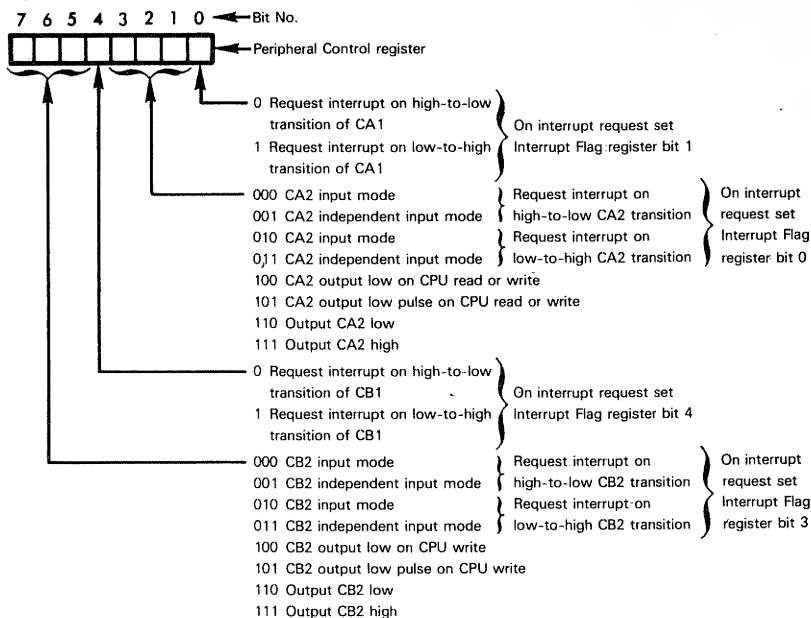 7 6 5 4 3 2 1 0 Bit No.
Peripheral Control register
0 Request interrupt on high-to-low
transition of CA1
1 Request interrupt on low-to-high
transition of CA1
On interrupt request set
Interrupt Flag register bit 1
000 CA2 input mode
001 CA2 independent input mode
010 CA2 input mode
011 CA2 independent input mode
Request interrupt on
high-to-low CA2 transition
Request interrupt on
low-to-high CA2 transition
On interrupt
request set
Interrupt Flag
register bit 0
100 CA2 output low on CPU read or write
101 CA2 output low pulse on CPU read or write
110 Output CA2 low
111 Output CA2 high
0 Request interrupt on high-to-low
transition of CB1
1 Request interrupt on low-to-high
transition of CB1
On interrupt request set
Interrupt Flag register bit 4
000 CB2 input mode
001 CB2 independent input mode
010 CB2 input mode
011 CB2 independent input mode
Request interrupt on
high-to-low CB2 transition
Request interrupt on
low-to-high CB2 transition
On interrupt
request set
Interrupt Flag
register bit 3
100 CB2 output low on CPU write
101 CB2 output low pulse on CPU write
110 Output CB2 low
111 Output CB2 high